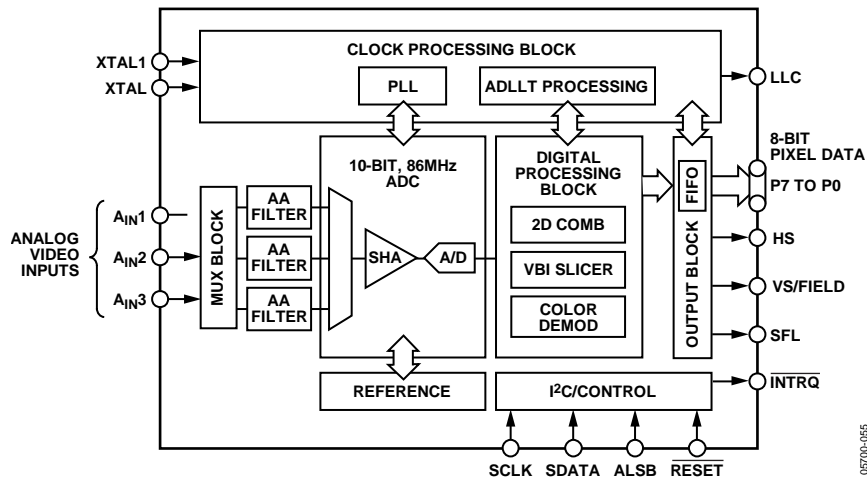 CLOCK PROCESSING BLOCK
XTAL1
XTAL
PLL
ADLLT PROCESSING
LLC
10-BIT, 86MHz
ADC
DIGITAL
PROCESSING
BLOCK
2D COMB
VBI SLICER
COLOR
DEMOD
OUTPUT BLOCK
FIFO
8-BIT
PIXEL DATA
P7 TO P0
ANALOG
VIDEO
INPUTS
AIN1
AIN2
AIN3
MUX BLOCK
AA
FILTER
AA
FILTER
AA
FILTER
SHA
A/D
HS
VS/FIELD
SFL
REFERENCE
I2C/CONTROL
INTRQ
SCLK
SDATA
ALSB
RESET
05700-055